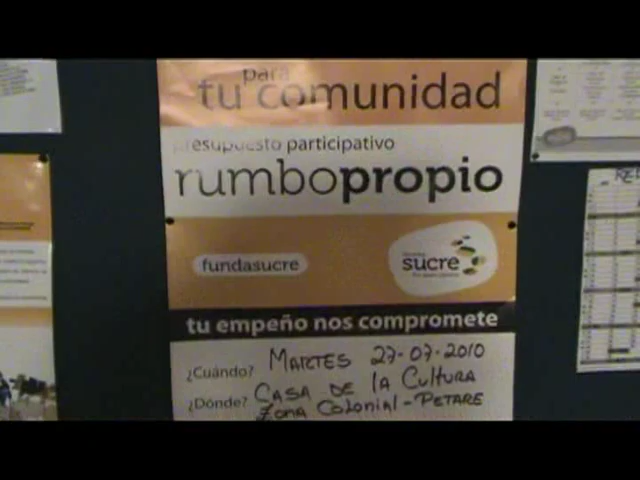 para
tu comunidad
presupuesto participativo
rumbopropio
fundasucre
sucre
tu empeño nos compromete
¿Cuándo? MARTES 27-07-2010
¿Dónde? CASA DE la CULTURA
ZONA COLONIAL - PETARE